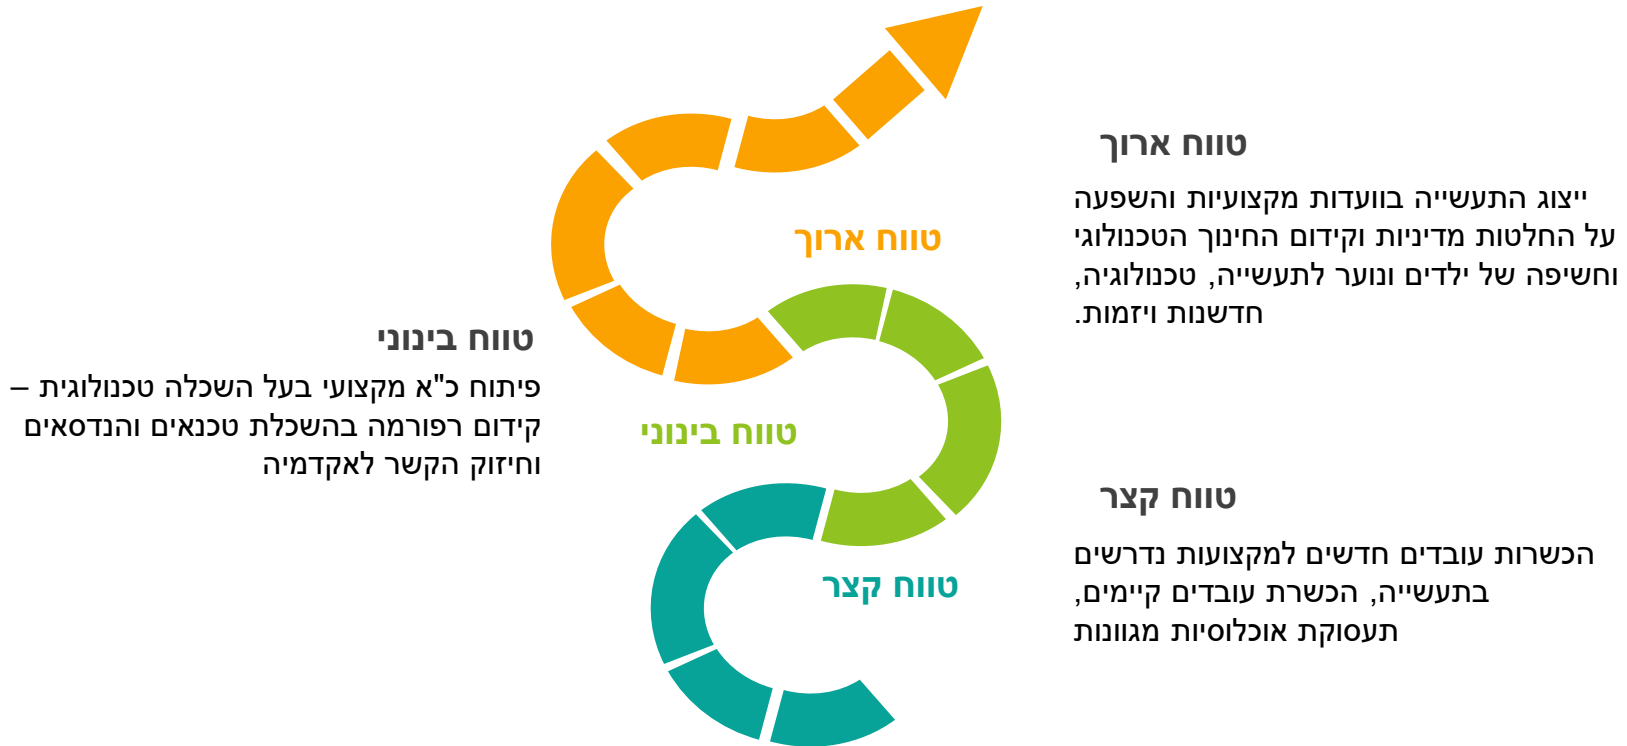 טווח ארוך
ייצוג התעשייה בוועדות מקצועיות והשפעה
על החלטות מדיניות וקידום החינוך הטכנולוגי
וחשיפה של ילדים ונוער לתעשייה, טכנולוגיה,
חדשנות ויזמות.
טווח ארוך
טווח בינוני
פיתוח כ"א מקצועי בעל השכלה טכנולוגית –
קידום רפורמה בהשכלת טכנאים והנדסאים
וחיזוק הקשר לאקדמיה
טווח בינוני
טווח קצר
הכשרות עובדים חדשים למקצועות נדרשים
בתעשייה, הכשרת עובדים קיימים,
תעסוקת אוכלוסיות מגוונות
טווח קצר